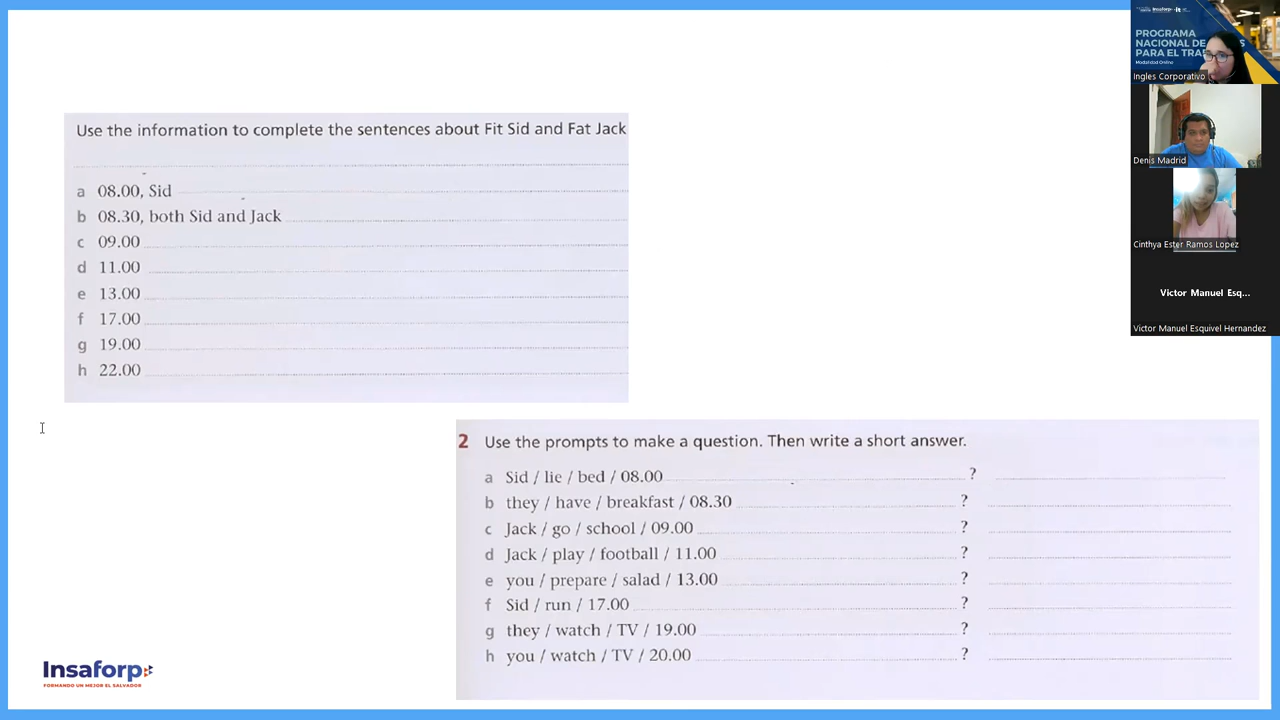 Use the information to complete the sentences about Fit Sid and Fat Jack
a 08.00, Sid
b 08.30, both Sid and Jack
c 09.00
d 11.00
e 13.00
f 17.00
g 19.00
h 22.00
2 Use the prompts to make a question. Then write a short answer.
a Sid / lie / bed / 08.00 ?
b they / have / breakfast / 08.30 ?
c Jack / go / school / 09.00 ?
d Jack / play / football / 11.00 ?
e you / prepare / salad / 13.00 ?
f Sid / run / 17.00 ?
g they / watch / TV / 19.00 ?
h you / watch / TV / 20.00 ?
Insaforp
FORMANDO UN MEJOR EL SALVADOR
Insaforp
PROGRAMA
NACIONAL DE
PARA EL TRA
Modalidad Online
Ingles Corporativo
Denis Madrid
Cinthya Ester Ramos Lopez
Victor Manuel Esq...
Victor Manuel Esquivel Hernandez